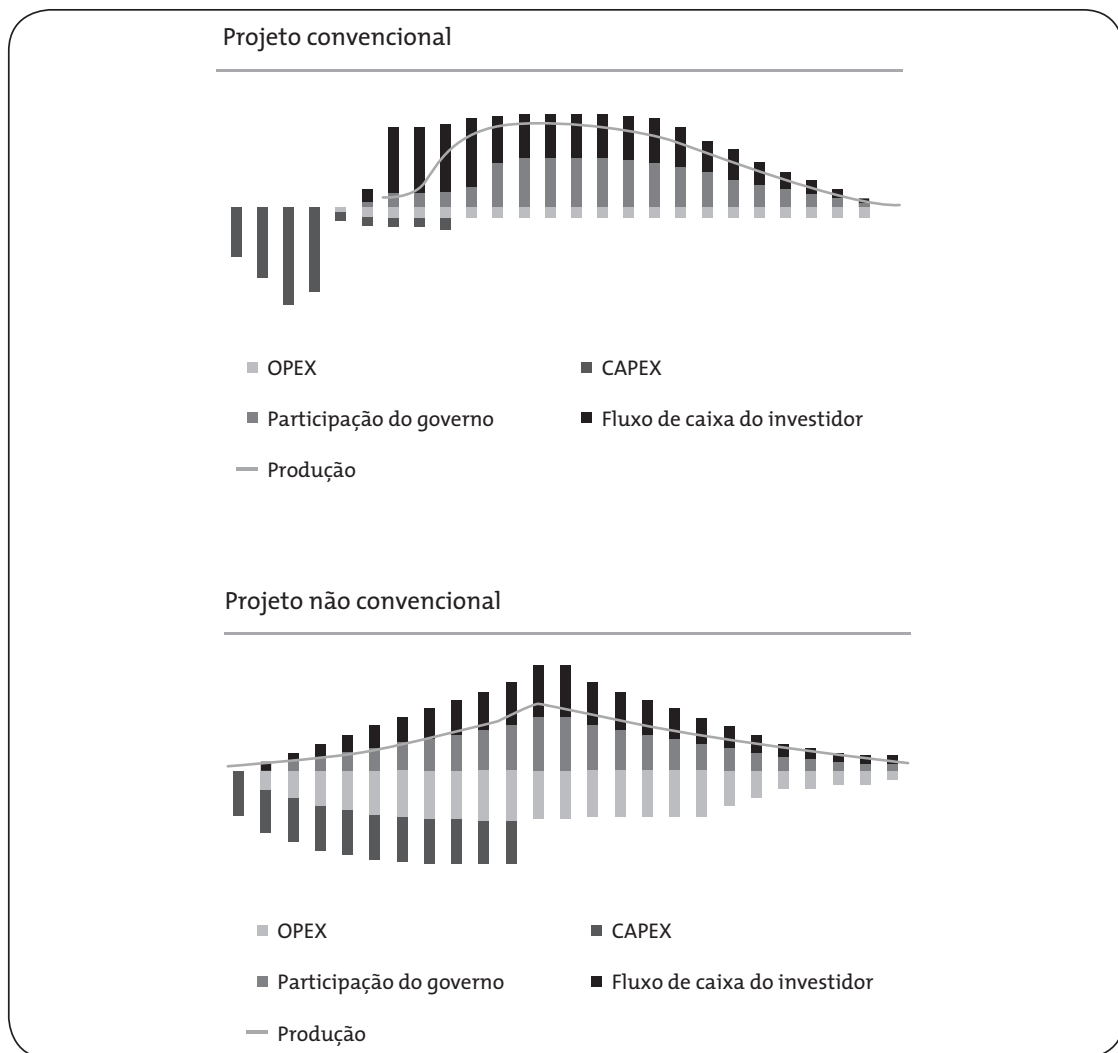 Projeto convencional
OPEX
CAPEX
Participação do governo
Fluxo de caixa do investidor
Produção
Projeto não convencional
OPEX
CAPEX
Participação do governo
Fluxo de caixa do investidor
Produção